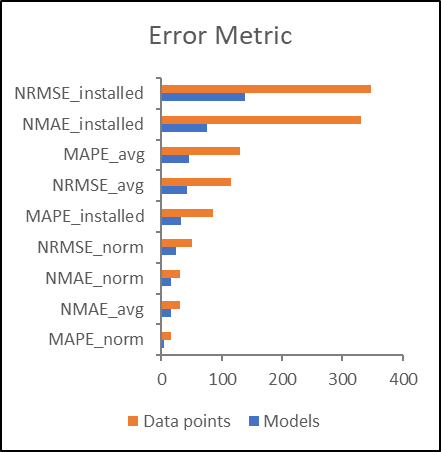 Error Metric
NRMSE_installed
NMAE_installed
MAPE_avg
NRMSE_avg
MAPE_installed
NRMSE_norm
NMAE_norm
NMAE_avg
MAPE_norm
0 100 200 300 400
Data points Models